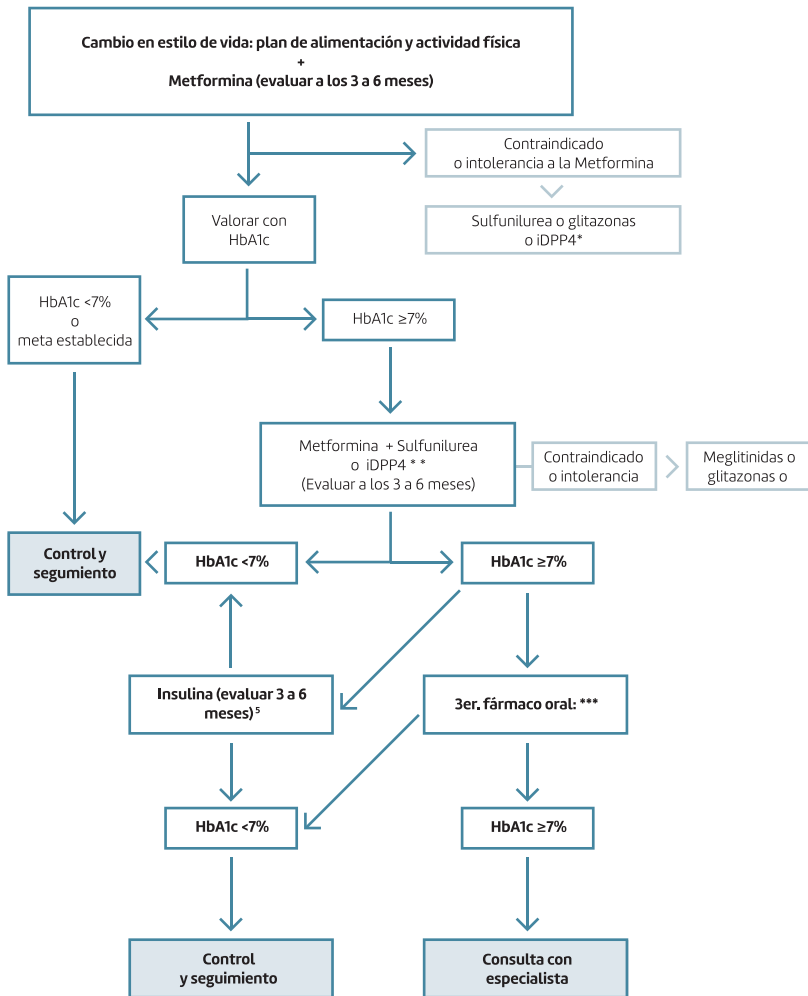 Cambio en estilo de vida: plan de alimentación y actividad física
+
Metformina (evaluar a los 3 a 6 meses)
Contraindicado
o intolerancia a la Metformina
Valorar con
HbA1c
Sulfunilurea o glitazonas
o iDPP4*
HbA1c <7%
o
meta establecida
HbA1c ≥7%
Metformina + Sulfunilurea
o iDPP4 * *
(Evaluar a los 3 a 6 meses)
Contraindicado
o intolerancia
Meglitinidas o
glitazonas o
Control y
segumiento
HbA1c <7%
HbA1c ≥7%
Insulina (evaluar 3 a 6
meses)⁵
3er. fármaco oral: ***
HbA1c <7%
HbA1c ≥7%
Control
y seguimiento
Consulta con
especialista